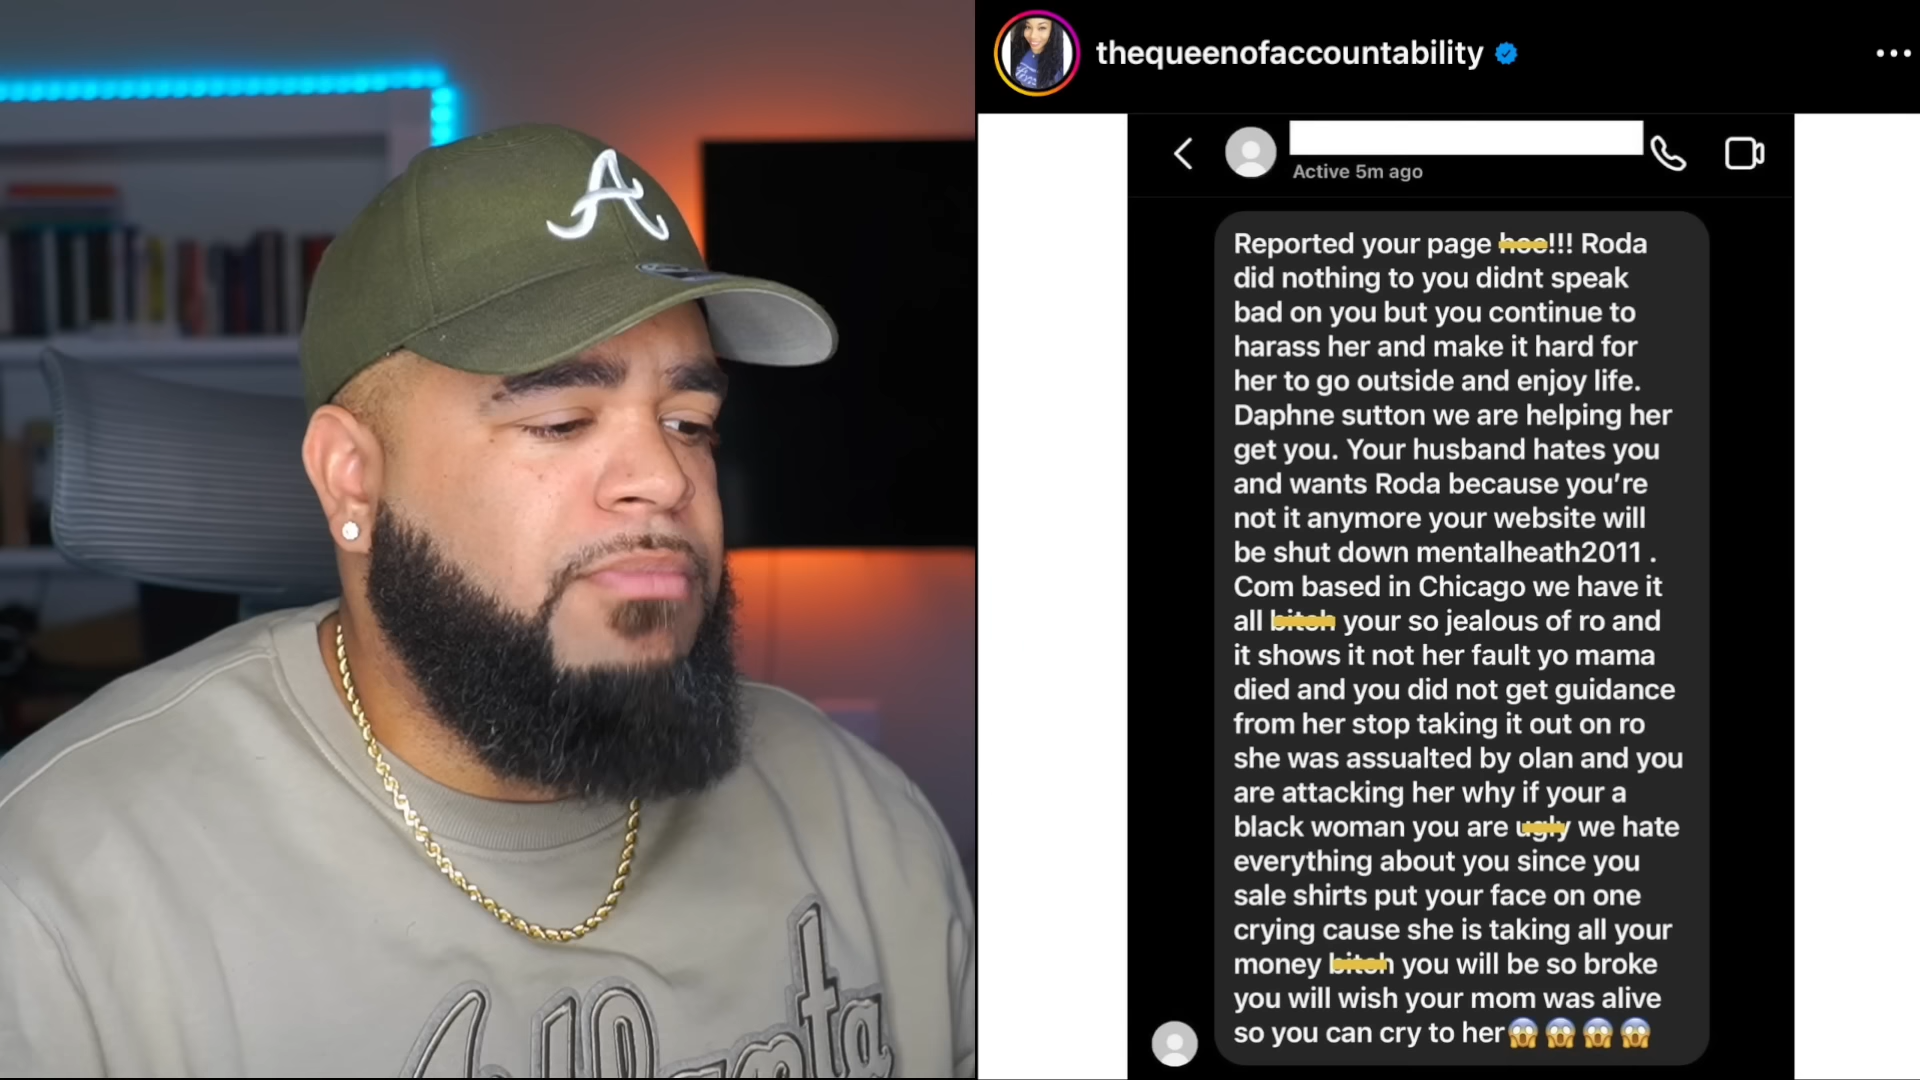 A
Atlanta
thequeenofaccountability
Active 5m ago
Reported your page hoe!!! Roda
did nothing to you didnt speak
bad on you but you continue to
harass her and make it hard for
her to go outside and enjoy life.
Daphne sutton we are helping her
get you. Your husband hates you
and wants Roda because you’re
not it anymore your website will
be shut down mentalheath2011 .
Com based in Chicago we have it
all bitch your so jealous of ro and
it shows it not her fault yo mama
died and you did not get guidance
from her stop taking it out on ro
she was assualted by olan and you
are attacking her why if your a
black woman you are ugly we hate
everything about you since you
sale shirts put your face on one
crying cause she is taking all your
money bitch you will be so broke
you will wish your mom was alive
so you can cry to her😱😱😱😱